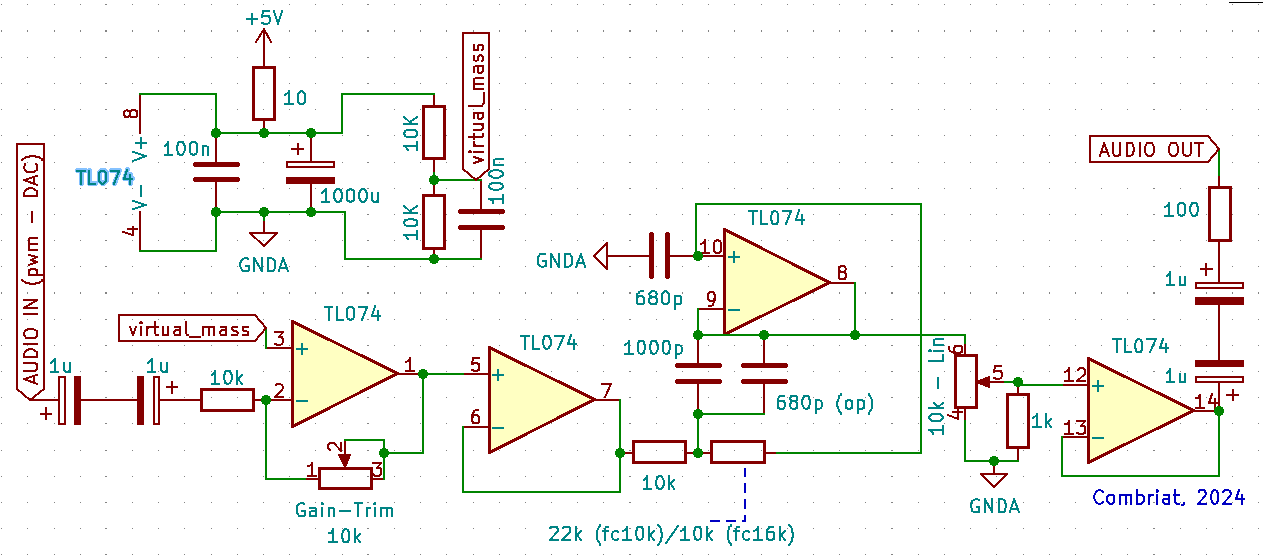 +5V
10
8
V+
100n
+
1000u
TL074
V-
4
GNDA
10K
10K
virtual_mass
100n
AUDIO IN (pwm - DAC)
virtual_mass
1u
+
1u
+
10k
TL074
3
+
2
-
1
2
1
3
Gain-Trim
10k
TL074
5
+
6
-
7
10k
22k (fc10k)/10k (fc16k)
GNDA
680p
TL074
10
+
9
-
8
1000p
680p (op)
10k - Lin
6
5
4
1k
GNDA
TL074
12
+
13
-
14
AUDIO OUT
100
+
1u
1u
+
Combriat, 2024